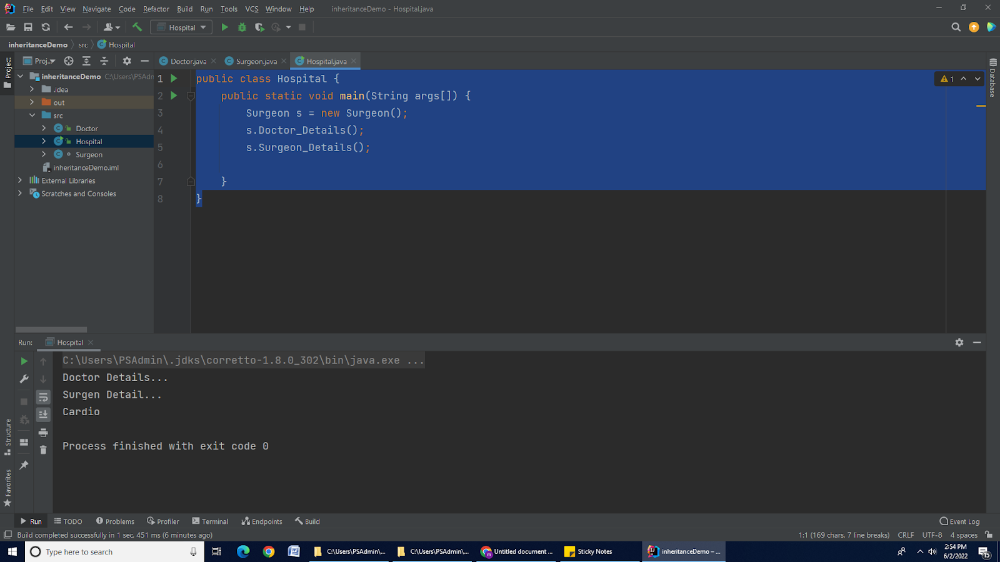 File Edit View Navigate Code Refactor Build Run Tools VCS Window Help inheritanceDemo - Hospital.java
Hospital
inheritanceDemo src Hospital
Project
Proj...
Doctor.java Surgeon.java Hospital.java
inheritanceDemo C:\Users\PSAdn
.idea
out
src
Doctor
Hospital
Surgeon
inheritanceDemo.iml
External Libraries
Scratches and Consoles
1 public class Hospital {
2 public static void main(String args[]) {
3 Surgeon s = new Surgeon();
4 s.Doctor_Details();
5 s.Surgeon_Details();
6
7 }
8 }
1
Database
Run: Hospital
C:\Users\PSAdmin\.jdks\corretto-1.8.0_302\bin\java.exe ...
Doctor Details...
Surgen Detail...
Cardio
Process finished with exit code 0
Structure
Favorites
Run TODO Problems Profiler Terminal Endpoints Build Event Log
Build completed successfully in 1 sec, 451 ms (6 minutes ago) 1:1 (169 chars, 7 line breaks) CRLF UTF-8 4 spaces
Type here to search C:\Users\PSAdmin\... C:\Users\PSAdmin\... Untitled document ... Sticky Notes inheritanceDemo – ...
2:54 PM
6/2/2022
15